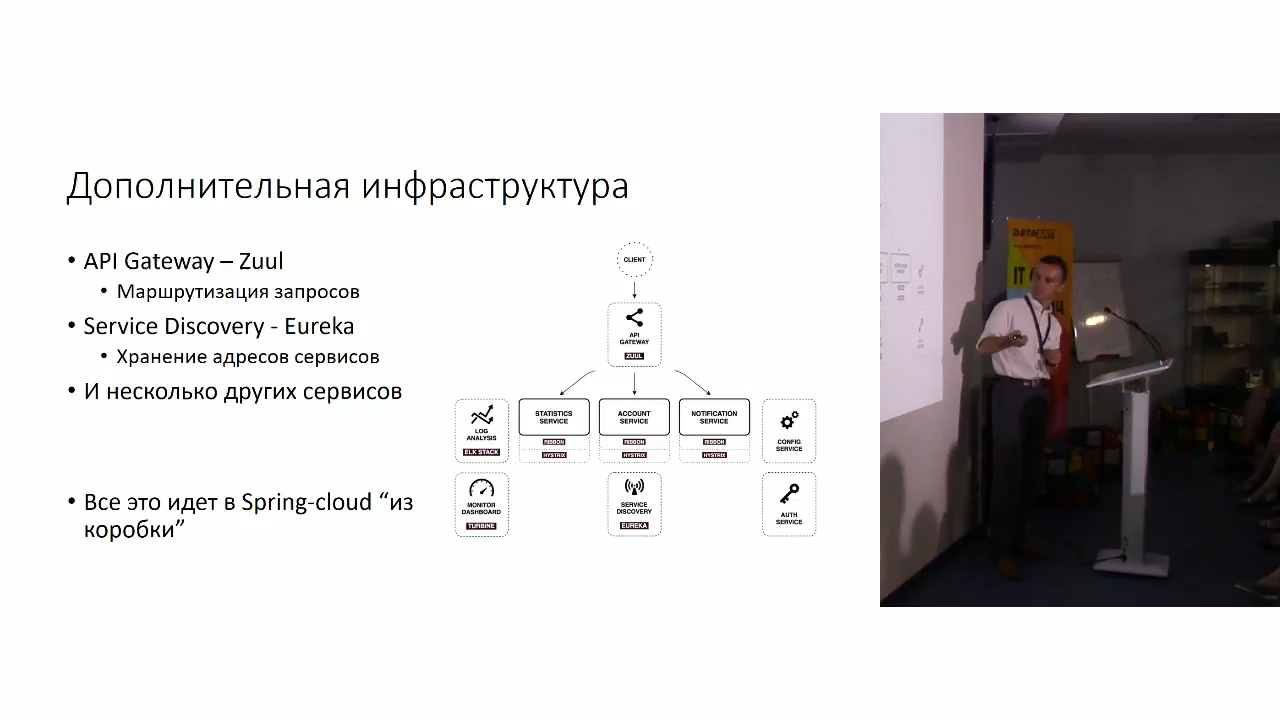 Дополнительная инфраструктура
• API Gateway – Zuul
• Маршрутизация запросов
• Service Discovery - Eureka
• Хранение адресов сервисов
• И несколько других сервисов
• Все это идет в Spring-cloud “из
коробки”
CLIENT
API
GATEWAY
ZUUL
LOG
ANALYSIS
ELK STACK
STATISTICS
SERVICE
RIBBON
HYSTRIX
ACCOUNT
SERVICE
RIBBON
HYSTRIX
NOTIFICATION
SERVICE
RIBBON
HYSTRIX
CONFIG
SERVICE
MONITOR
DASHBOARD
TURBINE
SERVICE
DISCOVERY
EUREKA
AUTH
SERVICE
IT